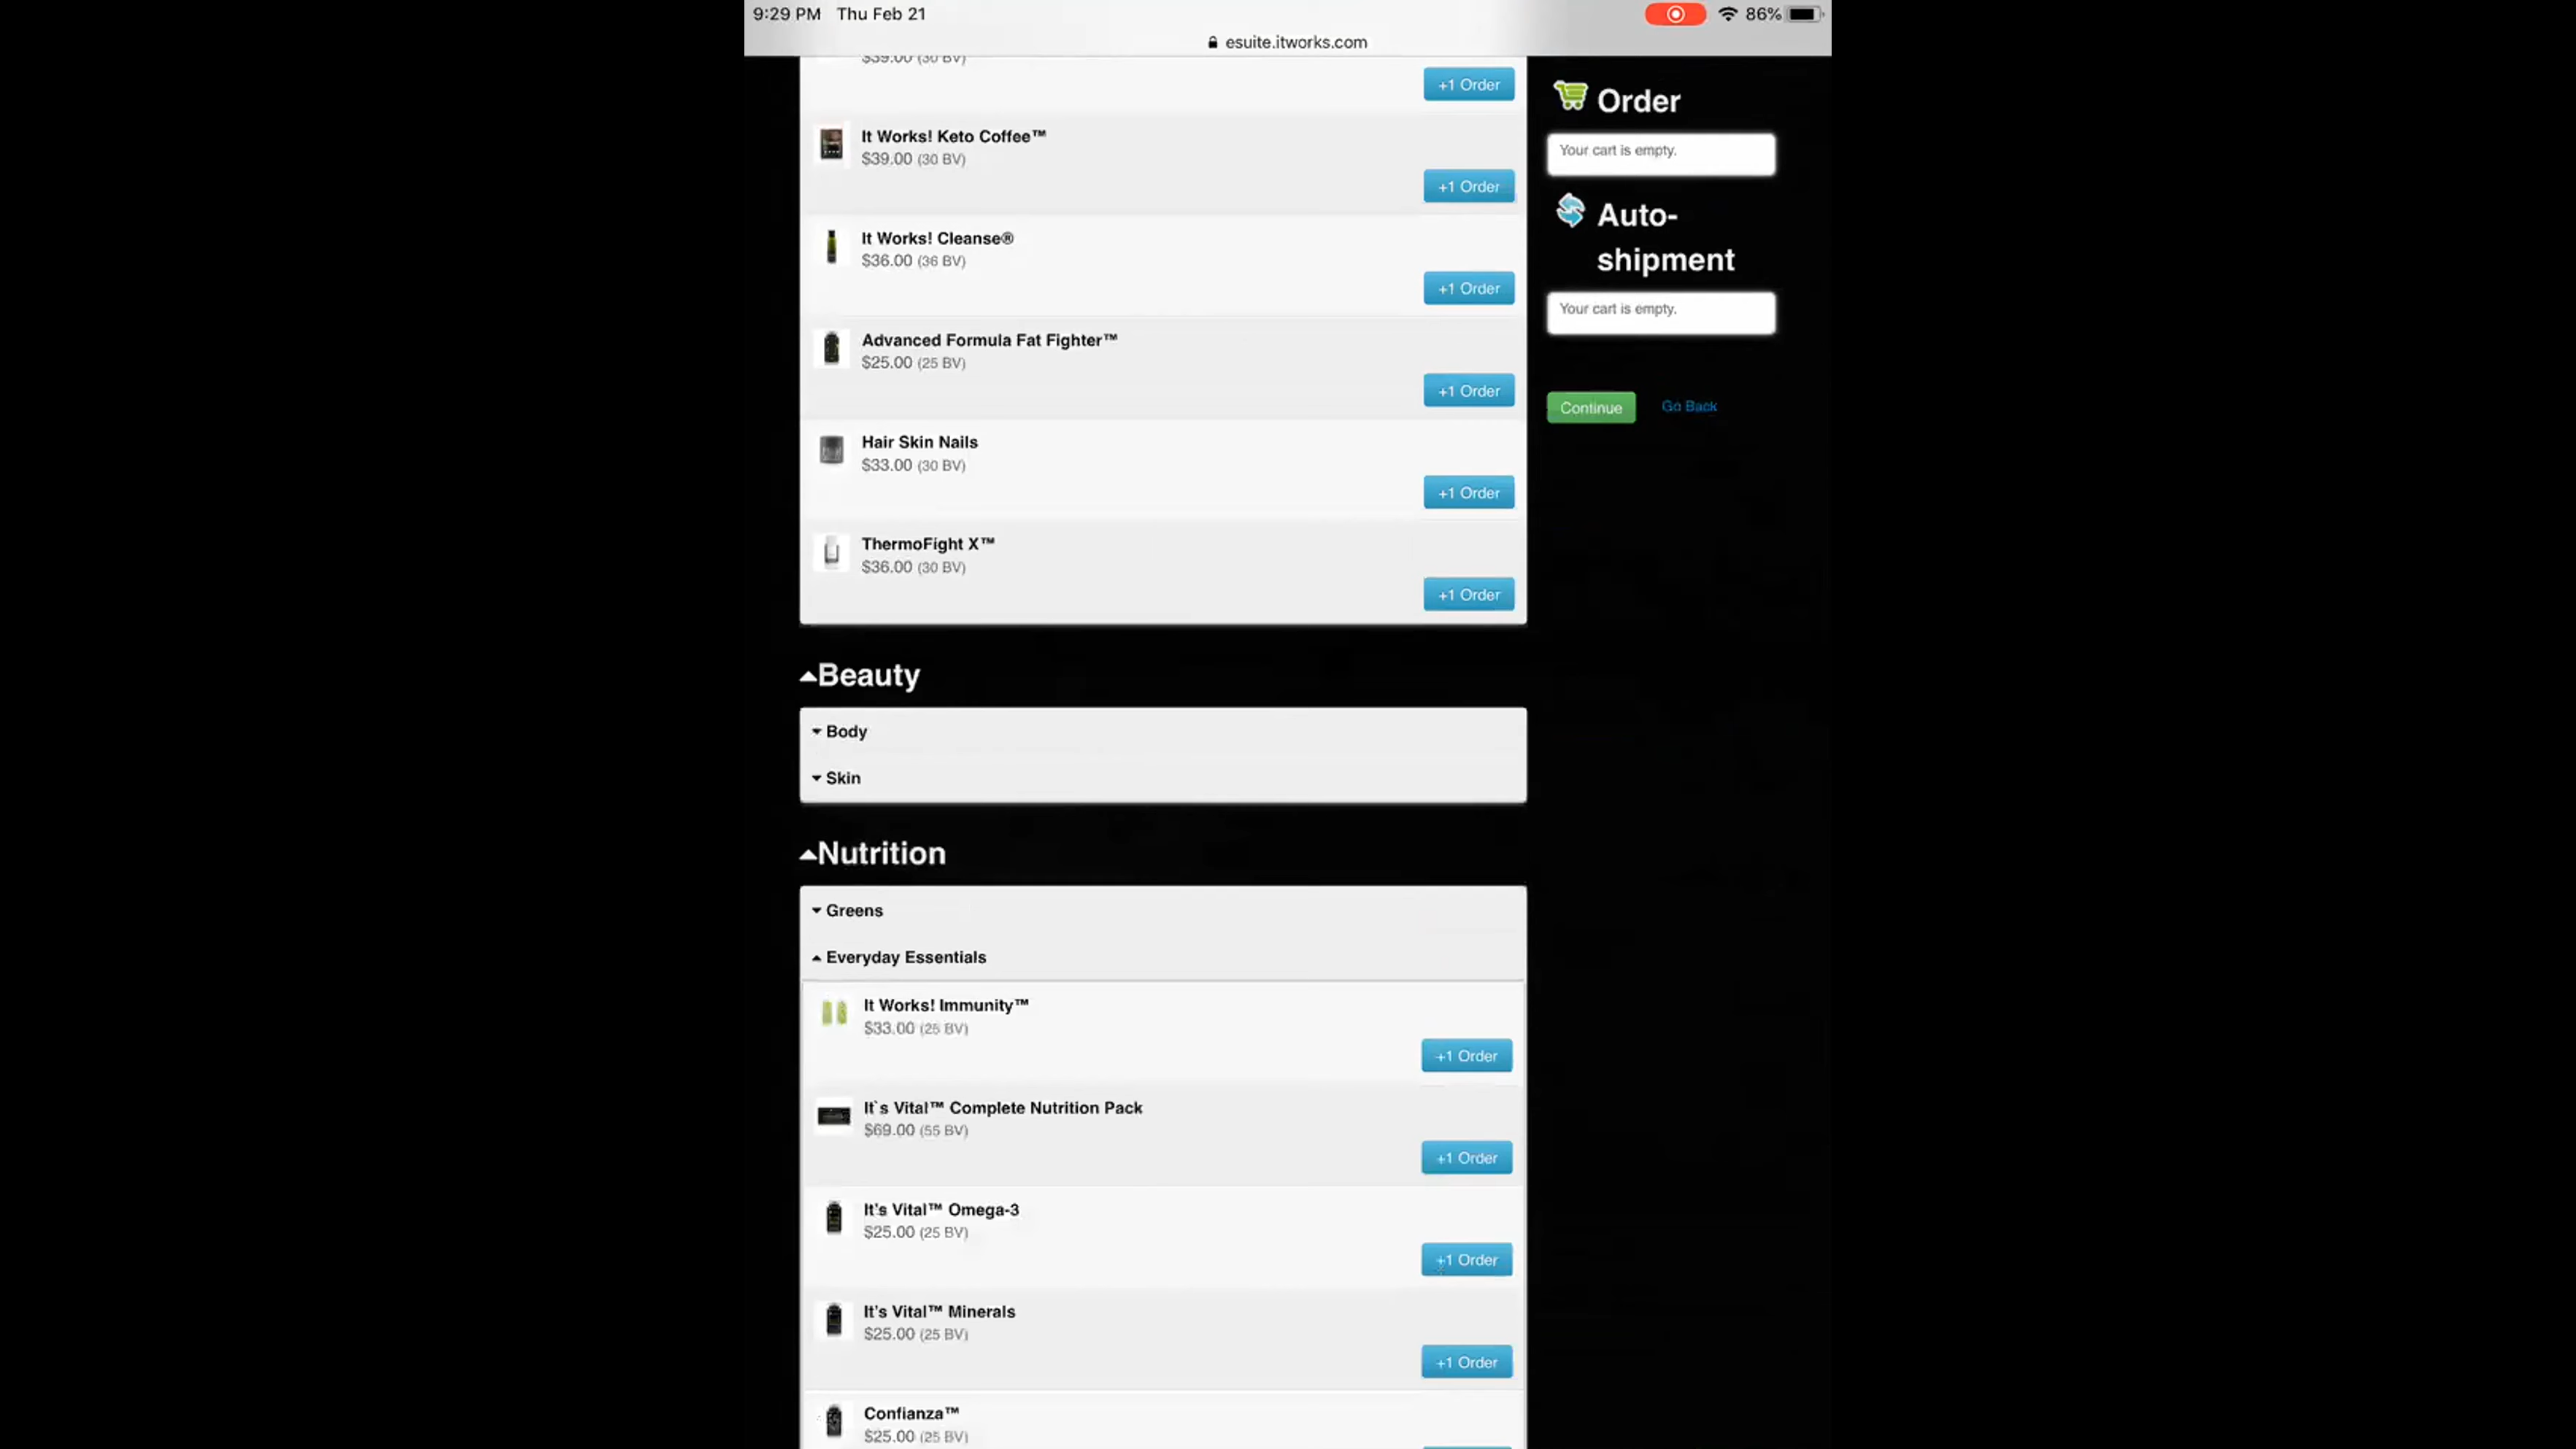 9:29 PM Thu Feb 21
86%
esuite.itworks.com
$39.00 (30 BV)
+1 Order
It Works! Keto Coffee™
$39.00 (30 BV)
+1 Order
It Works! Cleanse®
$36.00 (36 BV)
+1 Order
Advanced Formula Fat Fighter™
$25.00 (25 BV)
+1 Order
Hair Skin Nails
$33.00 (30 BV)
+1 Order
ThermoFight X™
$36.00 (30 BV)
+1 Order
Beauty
Body
Skin
Nutrition
Greens
Everyday Essentials
It Works! Immunity™
$33.00 (25 BV)
+1 Order
It`s Vital™ Complete Nutrition Pack
$69.00 (55 BV)
+1 Order
It's Vital™ Omega-3
$25.00 (25 BV)
+1 Order
It's Vital™ Minerals
$25.00 (25 BV)
+1 Order
Confianza™
$25.00 (25 BV)
Order
Your cart is empty.
Auto-
shipment
Your cart is empty.
Continue Go Back